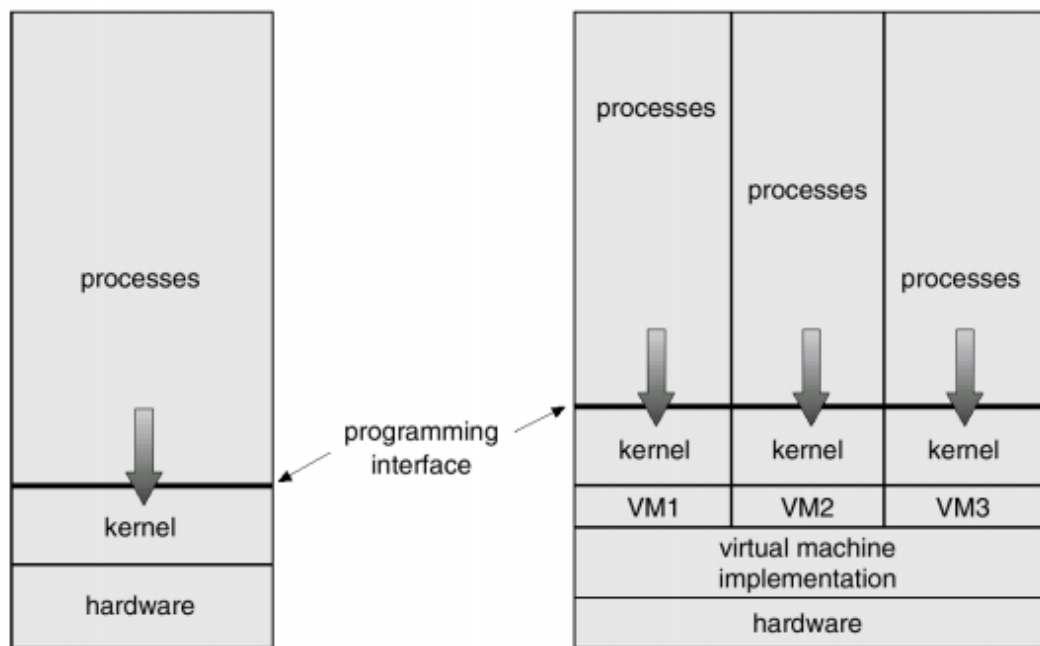 processes
kernel
hardware
programming
interface
processes
processes
processes
kernel
kernel
kernel
VM1
VM2
VM3
virtual machine
implementation
hardware